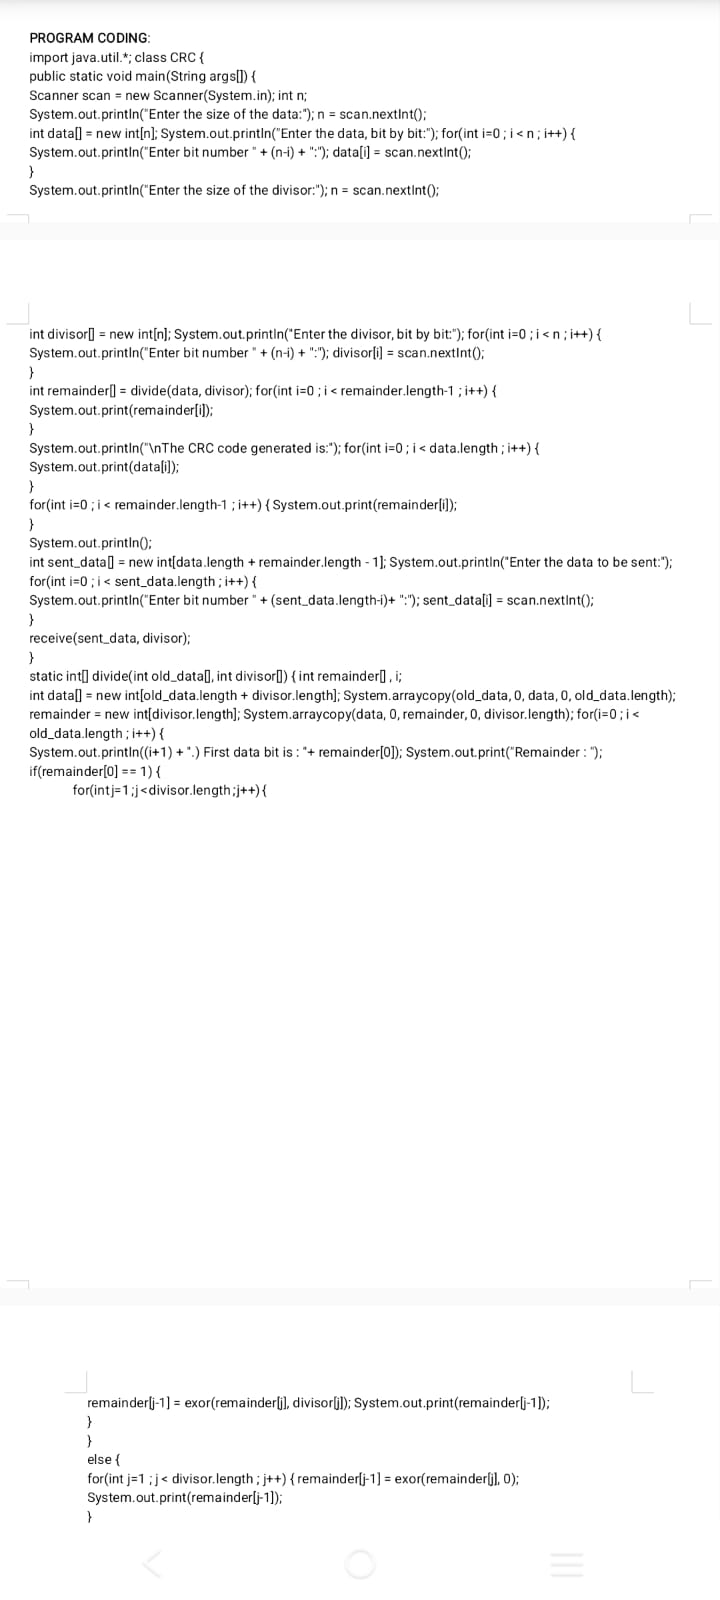 PROGRAM CODING:
import java.util.*; class CRC {
public static void main(String args[]) {
Scanner scan = new Scanner(System.in); int n;
System.out.println("Enter the size of the data:"); n = scan.nextInt();
int data[] = new int[n]; System.out.println("Enter the data, bit by bit:"); for(int i=0 ; i < n ; i++) {
System.out.println("Enter bit number " + (n-i) + ":"); data[i] = scan.nextInt();
}
System.out.println("Enter the size of the divisor:"); n = scan.nextInt();
int divisor[] = new int[n]; System.out.println("Enter the divisor, bit by bit:"); for(int i=0 ; i < n ; i++) {
System.out.println("Enter bit number " + (n-i) + ":"); divisor[i] = scan.nextInt();
}
int remainder[] = divide(data, divisor); for(int i=0 ; i < remainder.length-1 ; i++) {
System.out.print(remainder[i]);
}
System.out.println("\nThe CRC code generated is:"); for(int i=0 ; i < data.length ; i++) {
System.out.print(data[i]);
}
for(int i=0 ; i < remainder.length-1 ; i++) { System.out.print(remainder[i]);
}
System.out.println();
int sent_data[] = new int[data.length + remainder.length - 1]; System.out.println("Enter the data to be sent:");
for(int i=0 ; i < sent_data.length ; i++) {
System.out.println("Enter bit number " + (sent_data.length-i)+ ":"); sent_data[i] = scan.nextInt();
}
receive(sent_data, divisor);
}
static int[] divide(int old_data[], int divisor[]) { int remainder[] , i;
int data[] = new int[old_data.length + divisor.length]; System.arraycopy(old_data, 0, data, 0, old_data.length);
remainder = new int[divisor.length]; System.arraycopy(data, 0, remainder, 0, divisor.length); for(i=0 ; i <
old_data.length ; i++) {
System.out.println((i+1) + ".) First data bit is : "+ remainder[0]); System.out.print("Remainder : ");
if(remainder[0] == 1) {
for(intj=1;j<divisor.length;j++){
remainder[j-1] = exor(remainder[j], divisor[j]); System.out.print(remainder[j-1]);
}
}
else {
for(int j=1 ; j < divisor.length ; j++) { remainder[j-1] = exor(remainder[j], 0);
System.out.print(remainder[j-1]);
}